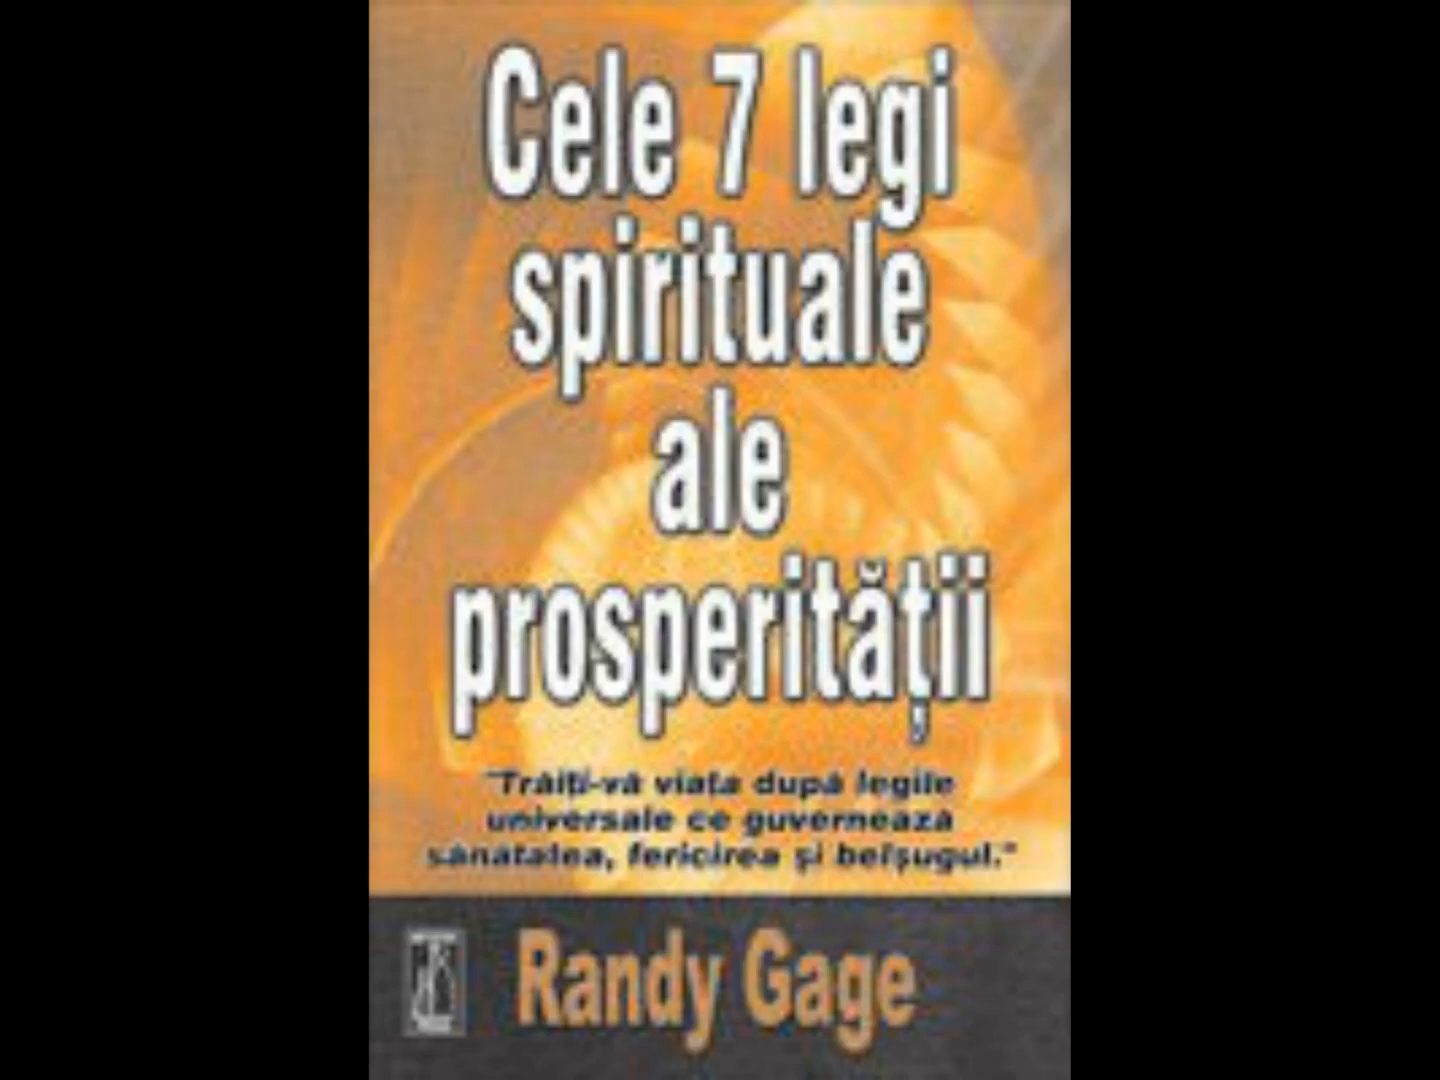 Cele 7 legi
spirituale
ale
prosperității
"Trăiți-vă viața după legile
universale ce guvernează
sănătatea, fericirea și belșugul."
Randy Gage